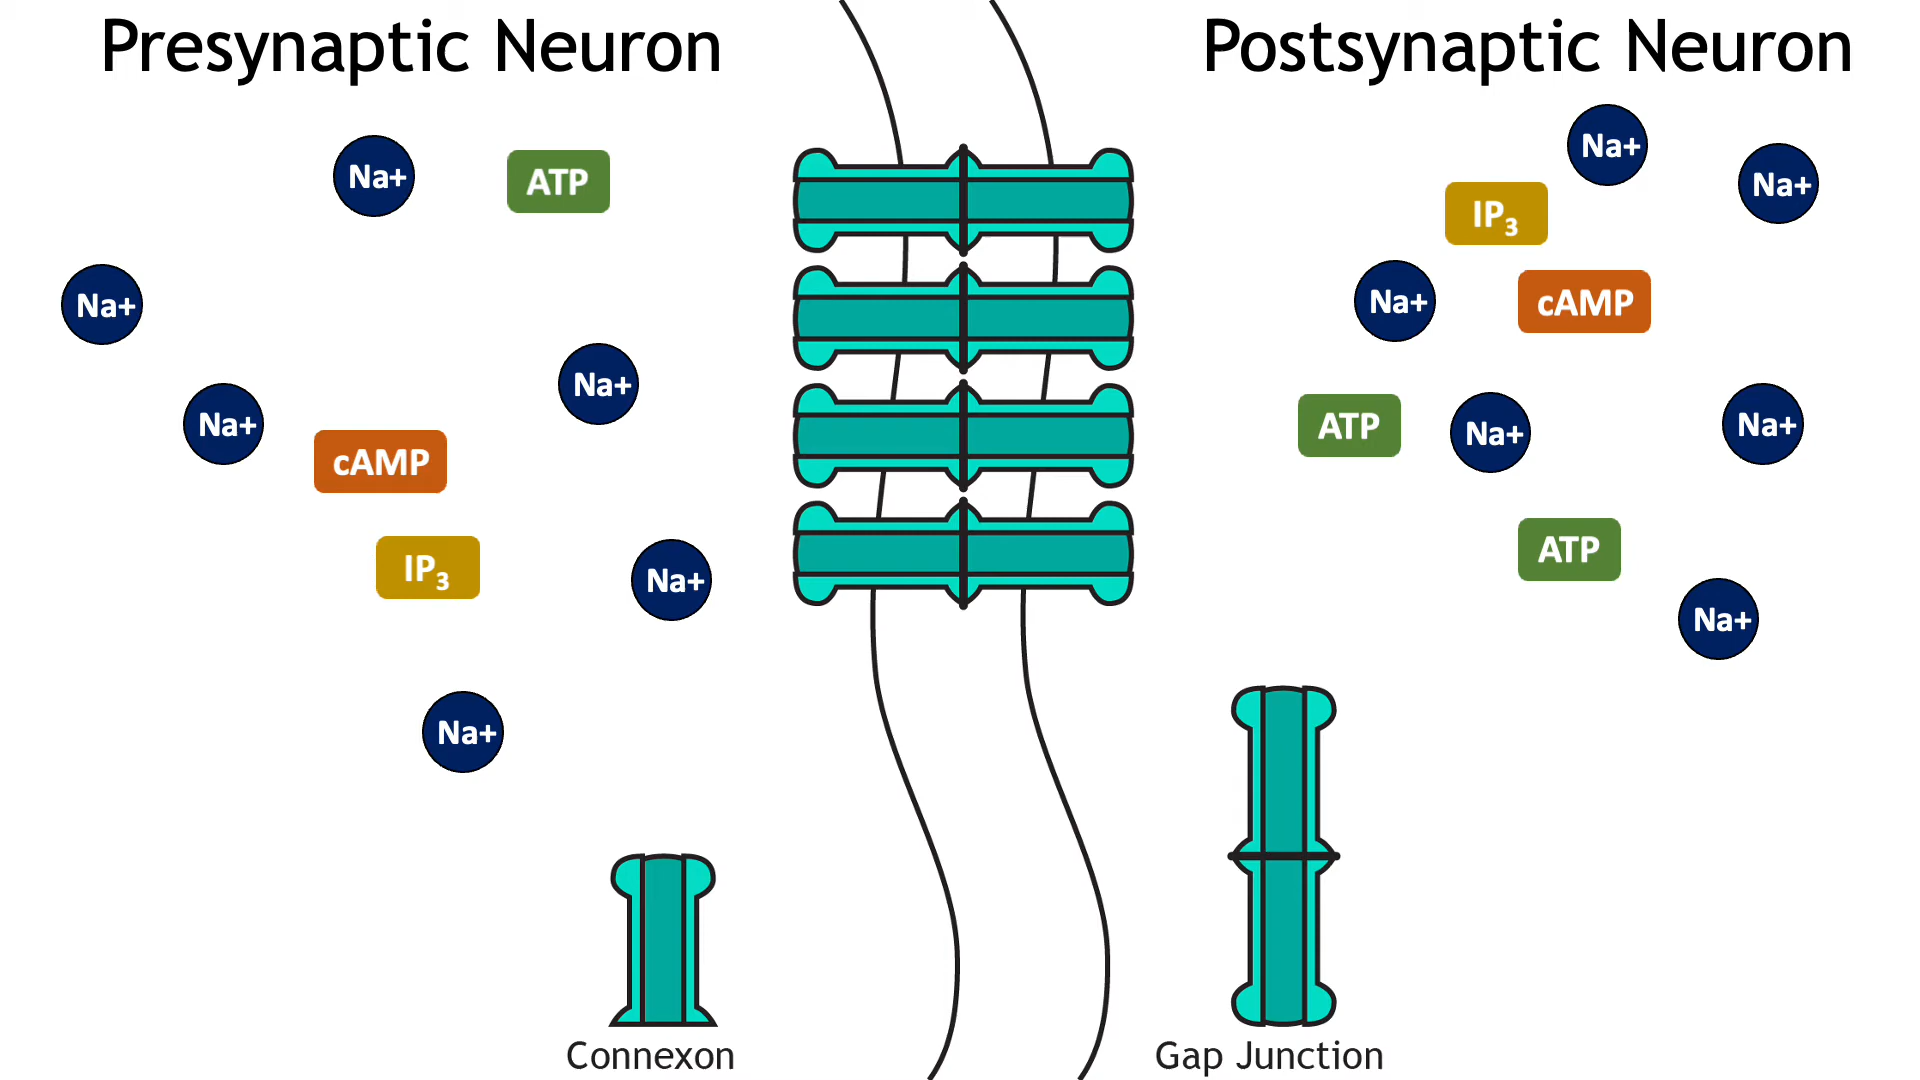 Presynaptic Neuron
Postsynaptic Neuron
Na+
ATP
Na+
Na+
Na+
cAMP
IP₃
Na+
Na+
Na+
Na+
IP₃
Na+
cAMP
ATP
Na+
Na+
ATP
Na+
Connexon
Gap Junction